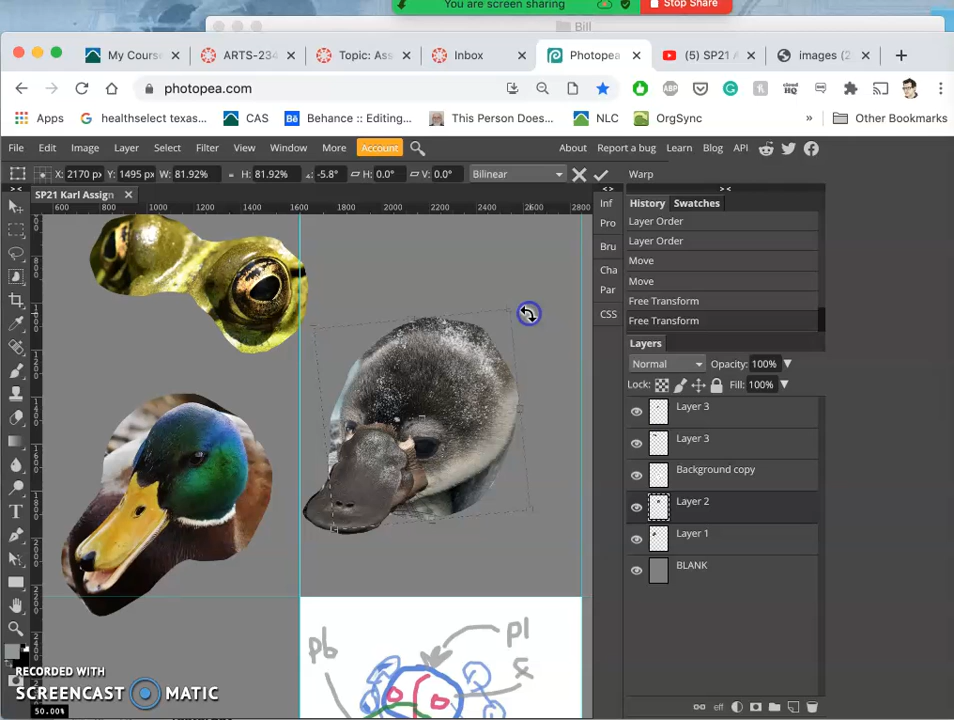 You are screen sharing
Stop Share
Bill
My Course
ARTS-234
Topic: Ass
Inbox
Photopea
(5) SP21 A
images (2
photopea.com
Apps
healthselect texas...
CAS
Behance :: Editing...
This Person Does...
NLC
OrgSync
»
Other Bookmarks
File Edit Image Layer Select Filter View Window More Account
About Report a bug Learn Blog API
X: 2170 px Y: 1495 px W: 81.92% H: 81.92% -5.8° H: 0.0° V: 0.0° Bilinear Warp
SP21 Karl Assign
600 800 1000 1200 1400 1600 1800 2000 2200 2400 2600 2800
Inf
Pro
Bru
Cha
Par
CSS
History Swatches
Layer Order
Layer Order
Move
Move
Free Transform
Free Transform
Layers
Normal Opacity: 100%
Lock: Fill: 100%
Layer 3
Layer 3
Background copy
Layer 2
Layer 1
BLANK
pb
pl
&
RECORDED WITH
SCREENCAST MATIC
50.00%
eff